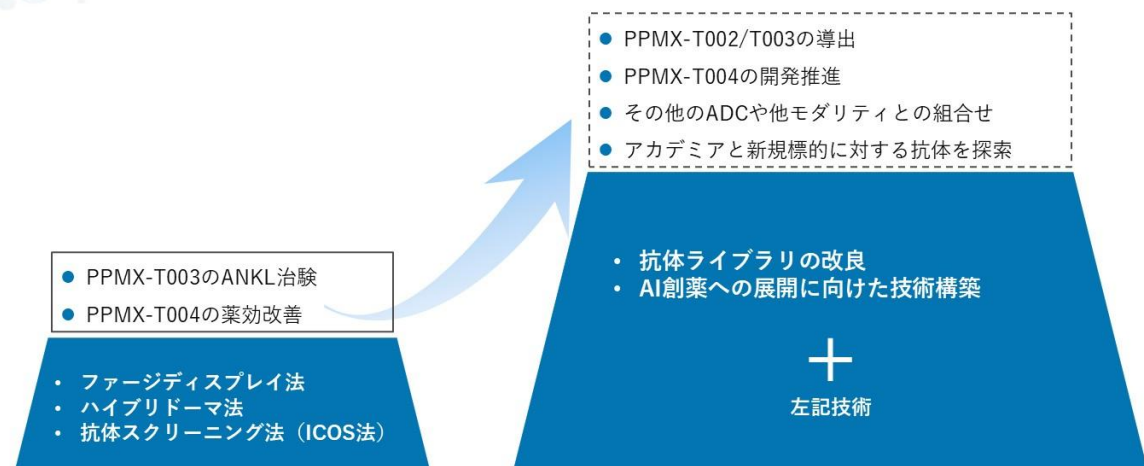 ● PPMX-T003のANKL治験
● PPMX-T004の薬効改善
• ファージディスプレイ法
• ハイブリドーマ法
• 抗体スクリーニング法（ICOS法）
● PPMX-T002/T003の導出
● PPMX-T004の開発推進
● その他のADCや他モダリティとの組合せ
● アカデミアと新規標的に対する抗体を探索
• 抗体ライブラリの改良
• AI創薬への展開に向けた技術構築
＋
左記技術